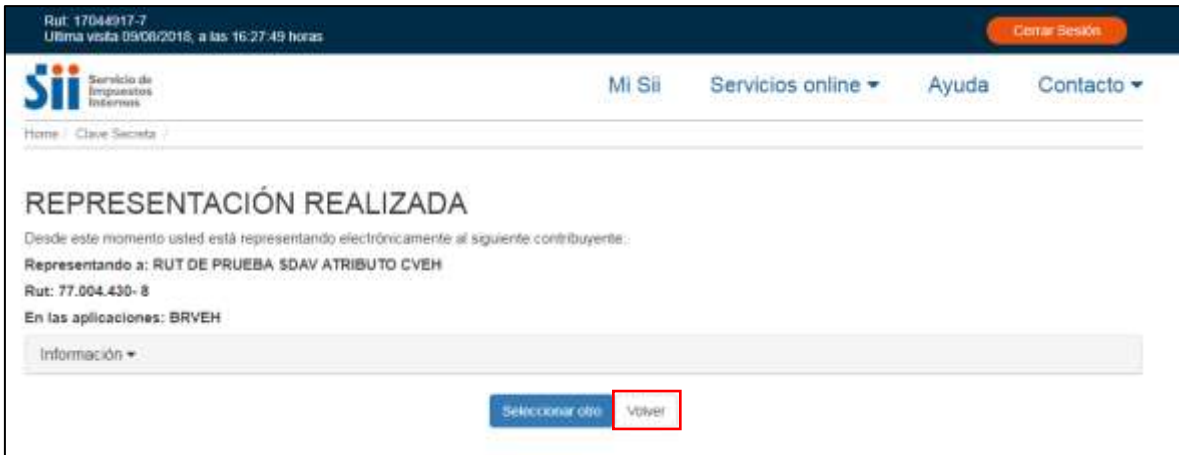 Rut: 17044917-7
Ultima visita 09/08/2018, a las 16:27:49 horas
Cerrar Sesión
Sii Servicio de Impuestos Internos
Mi Sii Servicios online Ayuda Contacto
Home / Clave Secreta /
REPRESENTACIÓN REALIZADA
Desde este momento usted está representando electrónicamente al siguiente contribuyente:
Representando a: RUT DE PRUEBA SDAV ATRIBUTO CVEH
Rut: 77.004.430- 8
En las aplicaciones: BRVEH
Información
Seleccionar otro Volver